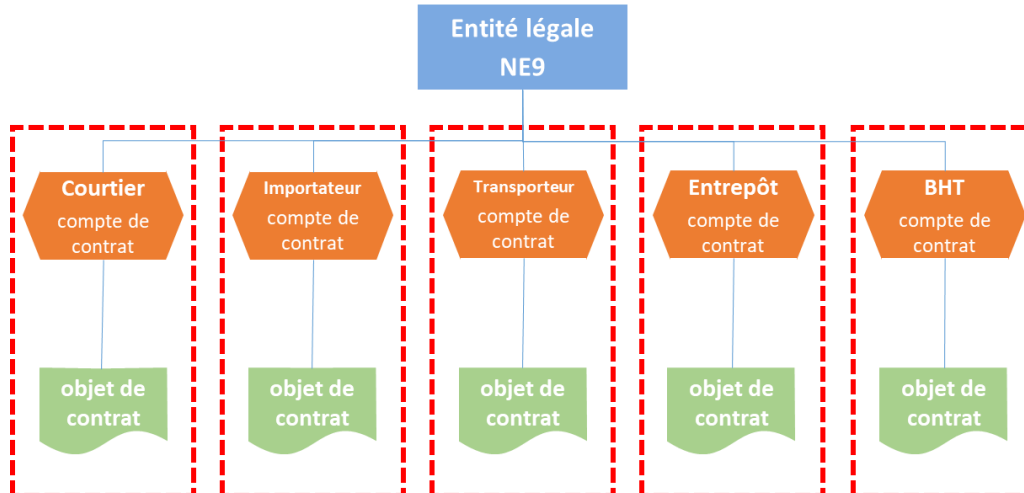 Entité légale
NE9
Courtier
compte de
contrat
Importateur
compte de
contrat
Transporteur
compte de
contrat
Entrepôt
compte de
contrat
BHT
compte de
contrat
objet de
contrat
objet de
contrat
objet de
contrat
objet de
contrat
objet de
contrat